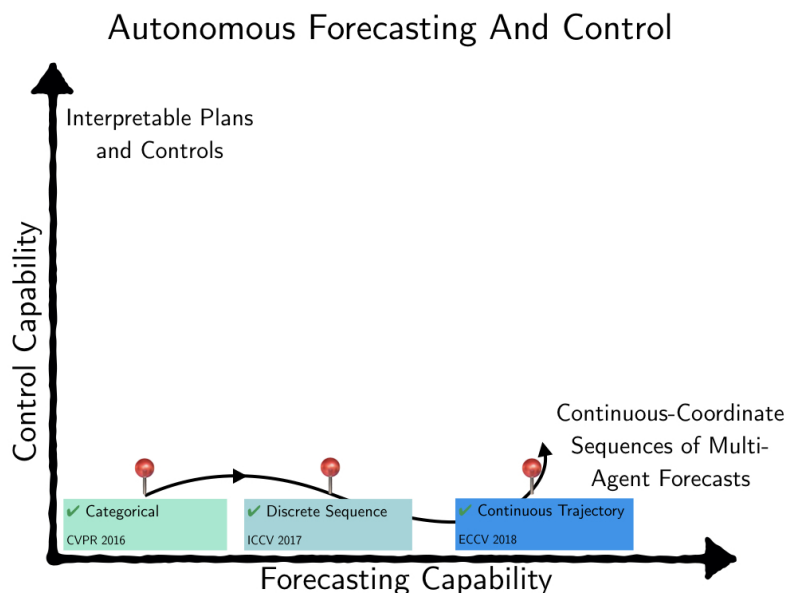 Autonomous Forecasting And Control
Interpretable Plans
and Controls
Control Capability
Continuous-Coordinate
Sequences of Multi-
Agent Forecasts
✔ Categorical
CVPR 2016
✔ Discrete Sequence
ICCV 2017
✔ Continuous Trajectory
ECCV 2018
Forecasting Capability